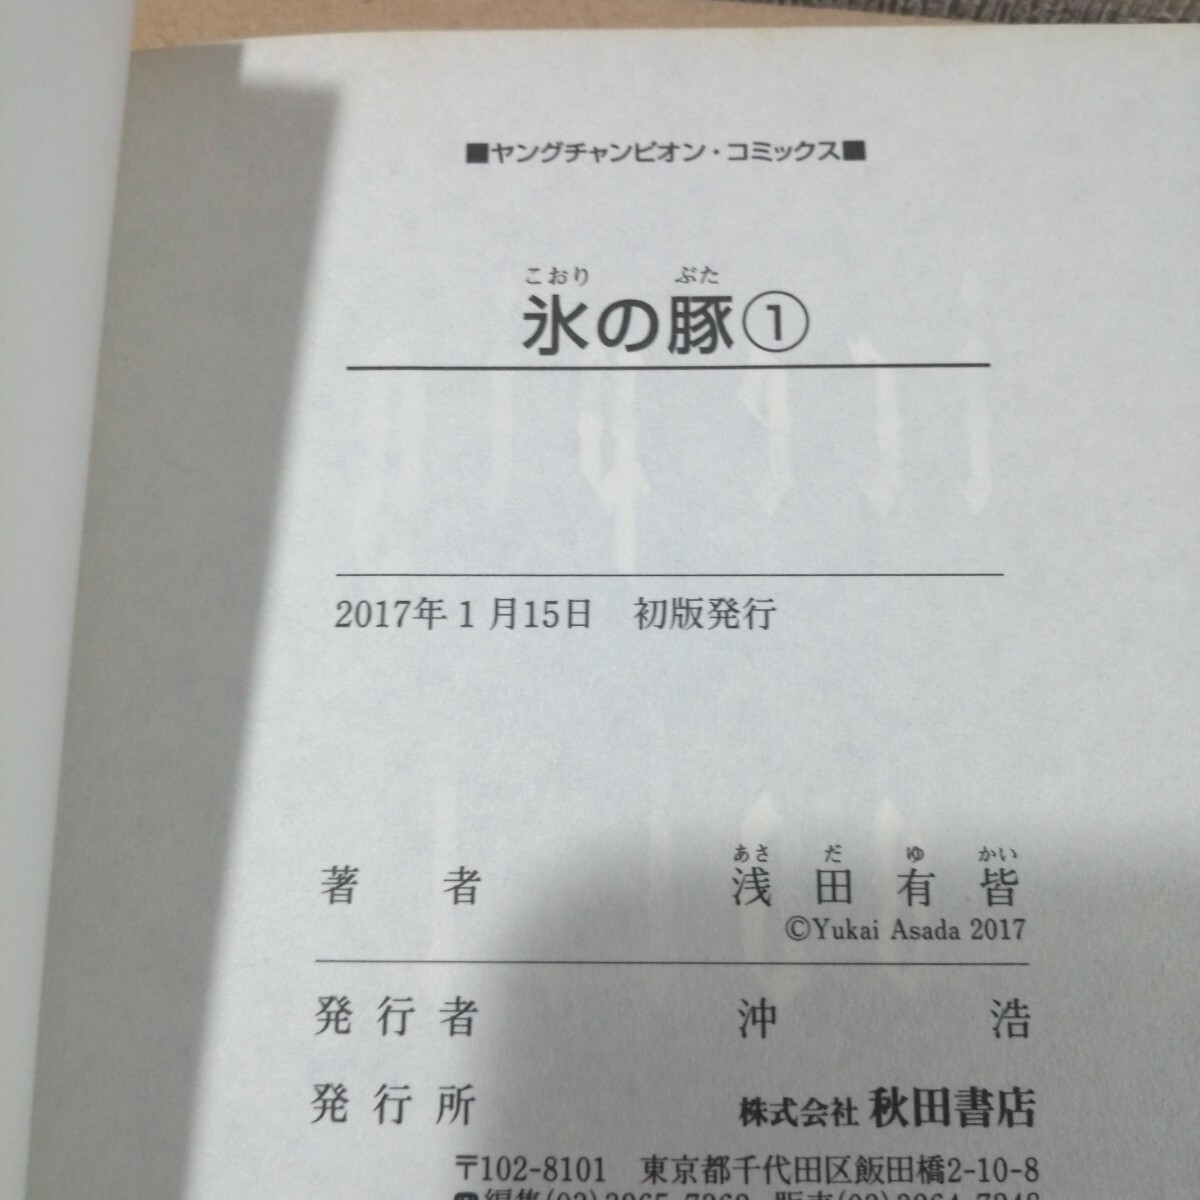 ■ヤングチャンピオン・コミックス■
こおり ぶた
氷の豚①
2017年1月15日 初版発行
あさ だ ゆ かい
著者 浅田有皆
©Yukai Asada 2017
発行者 沖浩
発行所 株式会社 秋田書店
〒102-8101 東京都千代田区飯田橋2-10-8